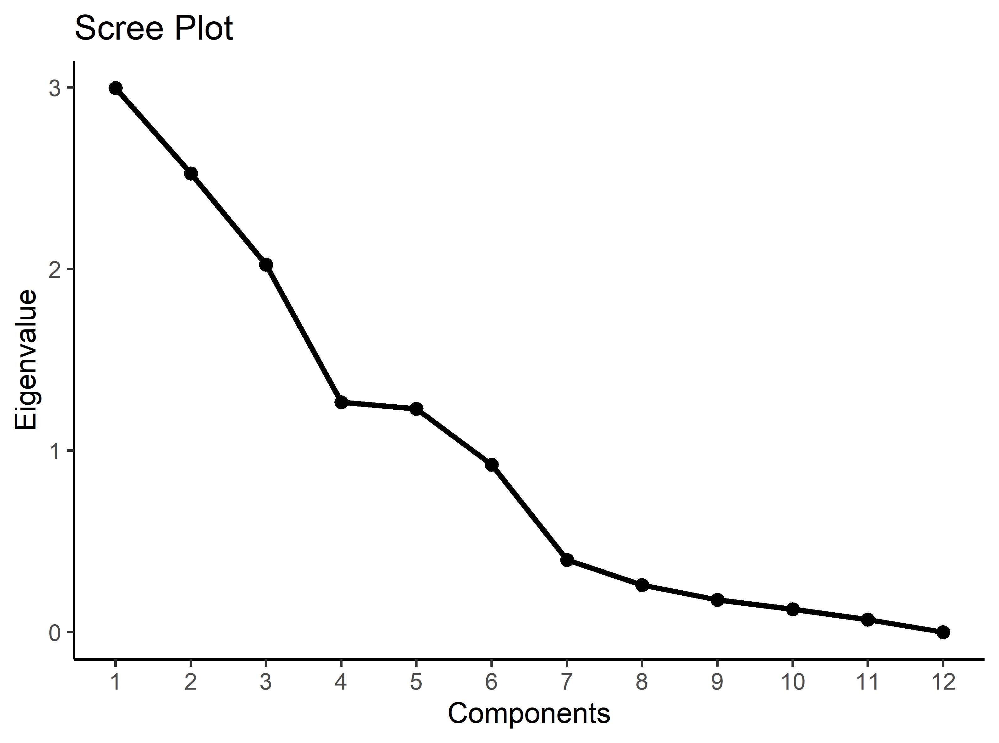 Scree Plot
3
2
1
0
Eigenvalue
1 2 3 4 5 6 7 8 9 10 11 12
Components